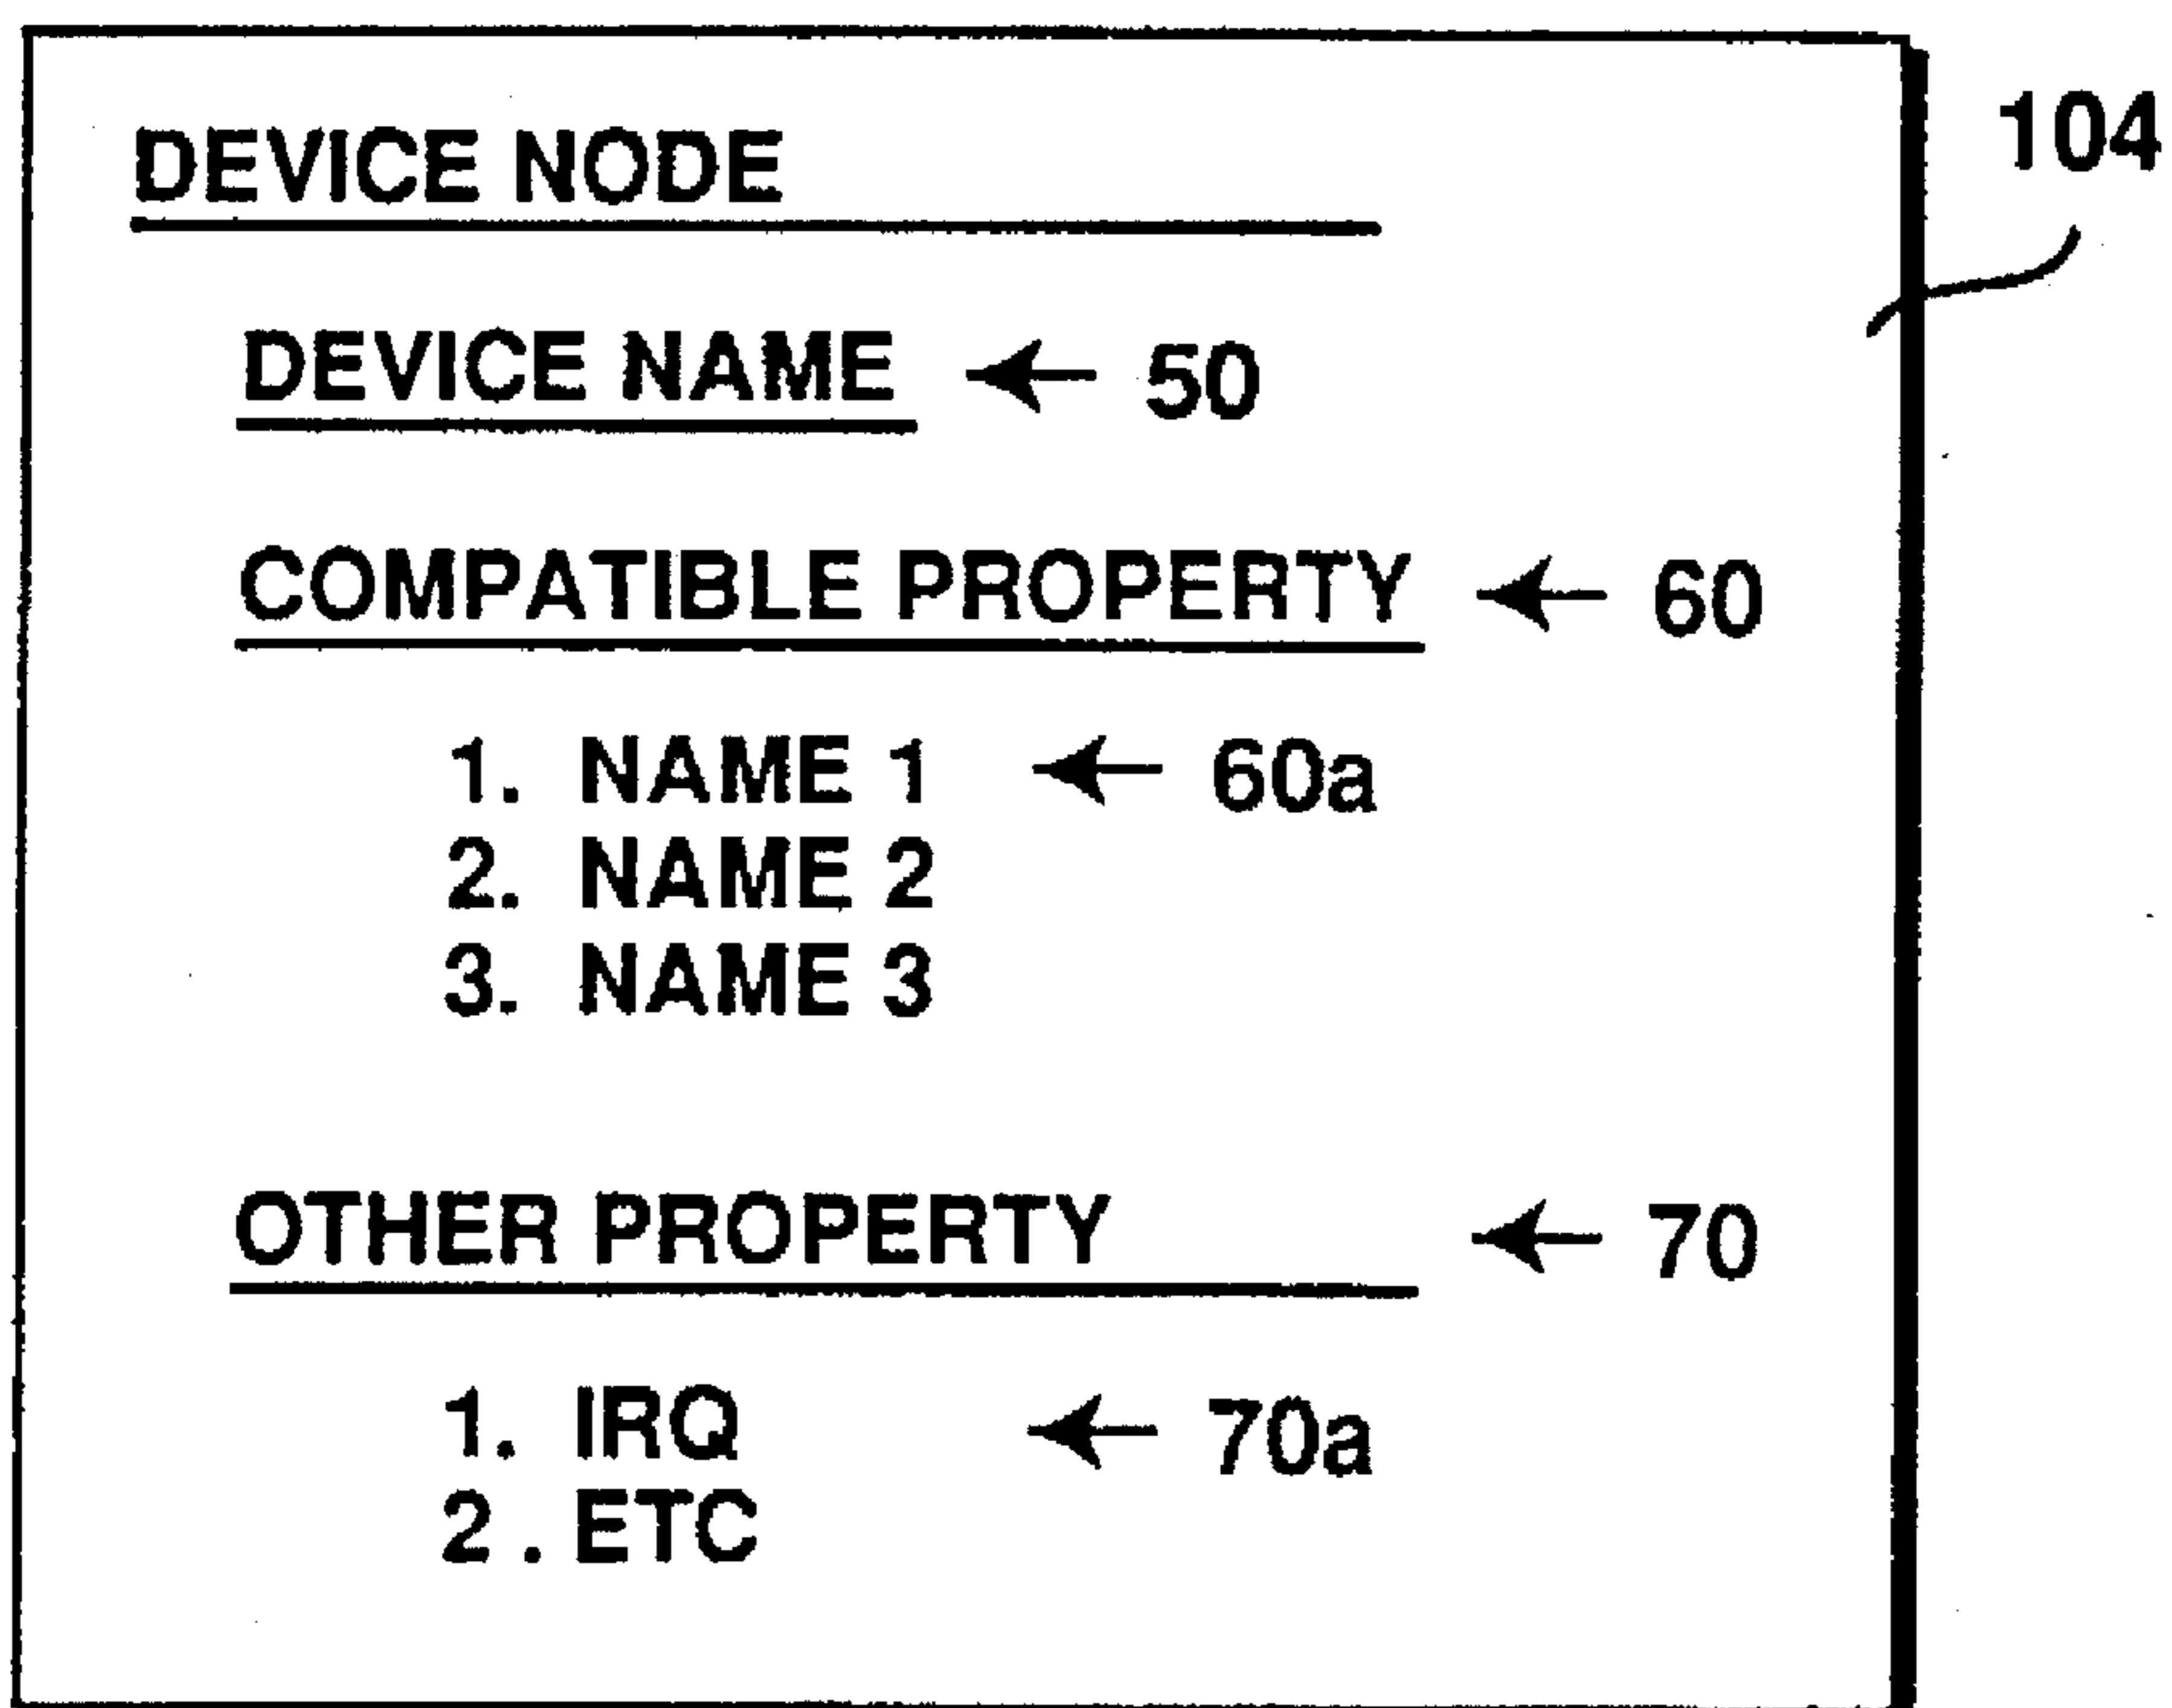 104
DEVICE NODE
DEVICE NAME 50
COMPATIBLE PROPERTY 60
1. NAME 1 60a
2. NAME 2
3. NAME 3
OTHER PROPERTY 70
1. IRQ 70a
2. ETC